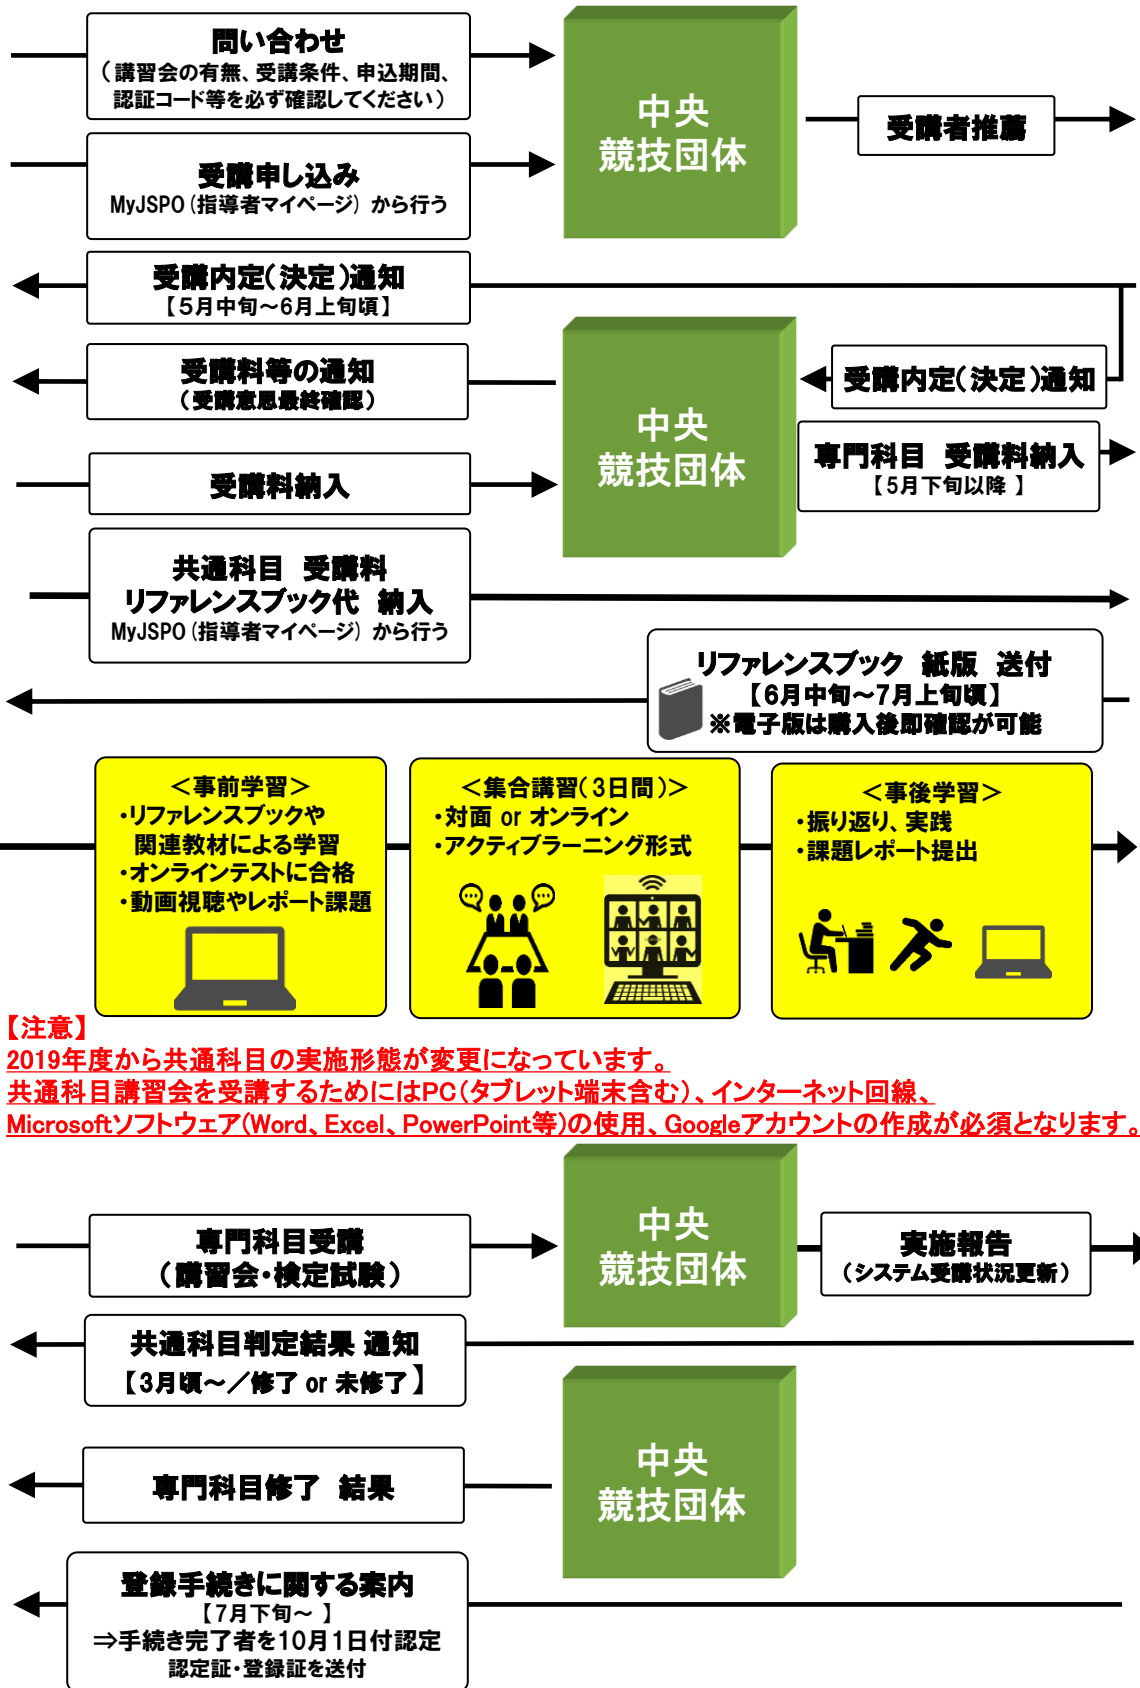 問い合わせ
（講習会の有無、受講条件、申込期間、
認証コード等を必ず確認してください）
中央
競技団体
受講者推薦
受講申し込み
MyJSPO（指導者マイページ）から行う
受講内定（決定）通知
【５月中旬～6月上旬頃】
受講料等の通知
（受講意思最終確認）
中央
競技団体
受講内定（決定）通知
受講料納入
専門科目　受講料納入
【５月下旬以降 】
共通科目　受講料
リファレンスブック代　納入
MyJSPO（指導者マイページ）から行う
リファレンスブック　紙版　送付
【６月中旬～７月上旬頃】
※電子版は購入後即確認が可能
＜事前学習＞
・リファレンスブックや
関連教材による学習
・オンラインテストに合格
・動画視聴やレポート課題
＜集合講習（３日間）＞
・対面 or オンライン
・アクティブラーニング形式
＜事後学習＞
・振り返り、実践
・課題レポート提出
【注意】
2019年度から共通科目の実施形態が変更になっています。
共通科目講習会を受講するためにはPC（タブレット端末含む）、インターネット回線、
Microsoftソフトウェア(Word、Excel、PowerPoint等)の使用、Googleアカウントの作成が必須となります。
専門科目受講
（講習会・検定試験）
中央
競技団体
実施報告
（システム受講状況更新）
共通科目判定結果 通知
【３月頃～／修了 or 未修了】
専門科目修了　結果
中央
競技団体
登録手続きに関する案内
【７月下旬～ 】
⇒手続き完了者を10月1日付認定
認定証・登録証を送付